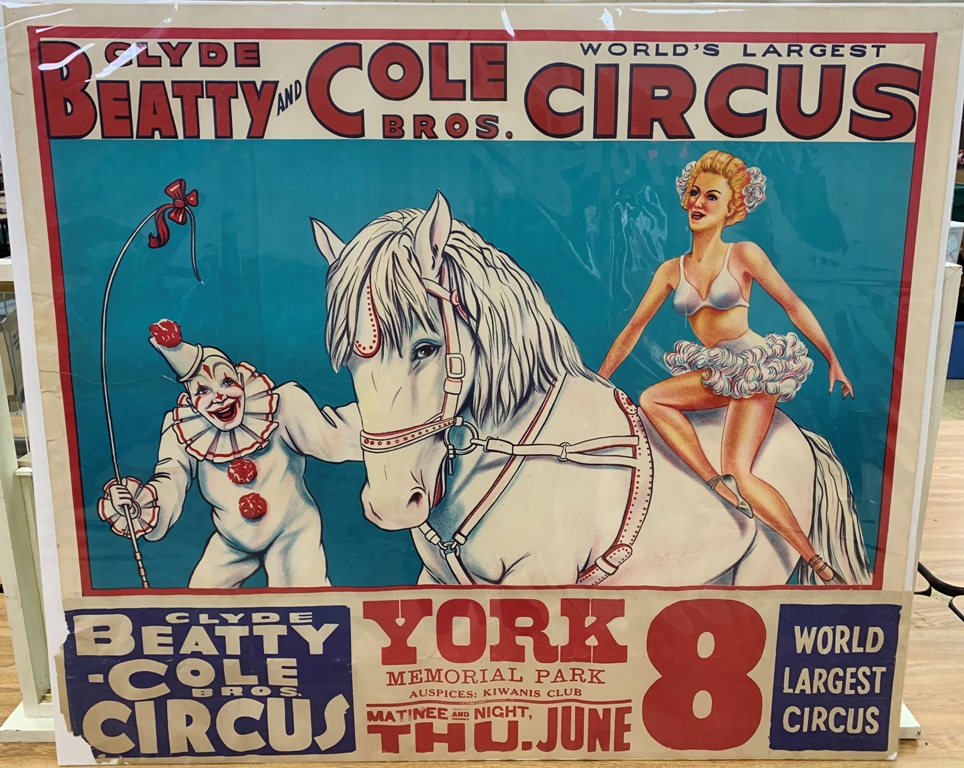 CLYDE BEATTY AND COLE BROS. WORLD'S LARGEST CIRCUS
CLYDE
BEATTY
-COLE
BROS.
CIRCUS
YORK
MEMORIAL PARK
AUSPICES: KIWANIS CLUB
MATINEE AND NIGHT,
THU. JUNE 8
WORLD
LARGEST
CIRCUS